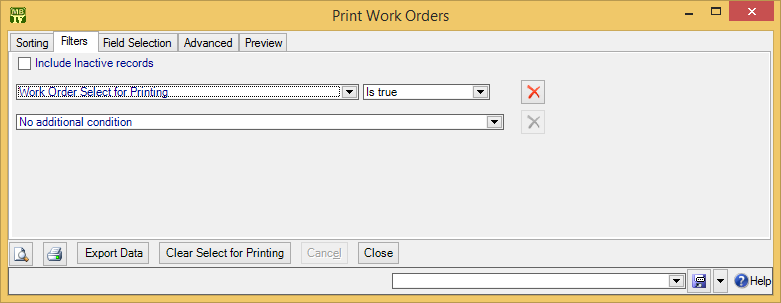 MB
Print Work Orders
Sorting Filters Field Selection Advanced Preview
Include Inactive records
Work Order Select for Printing Is true
No additional condition
Export Data Clear Select for Printing Cancel Close
Help